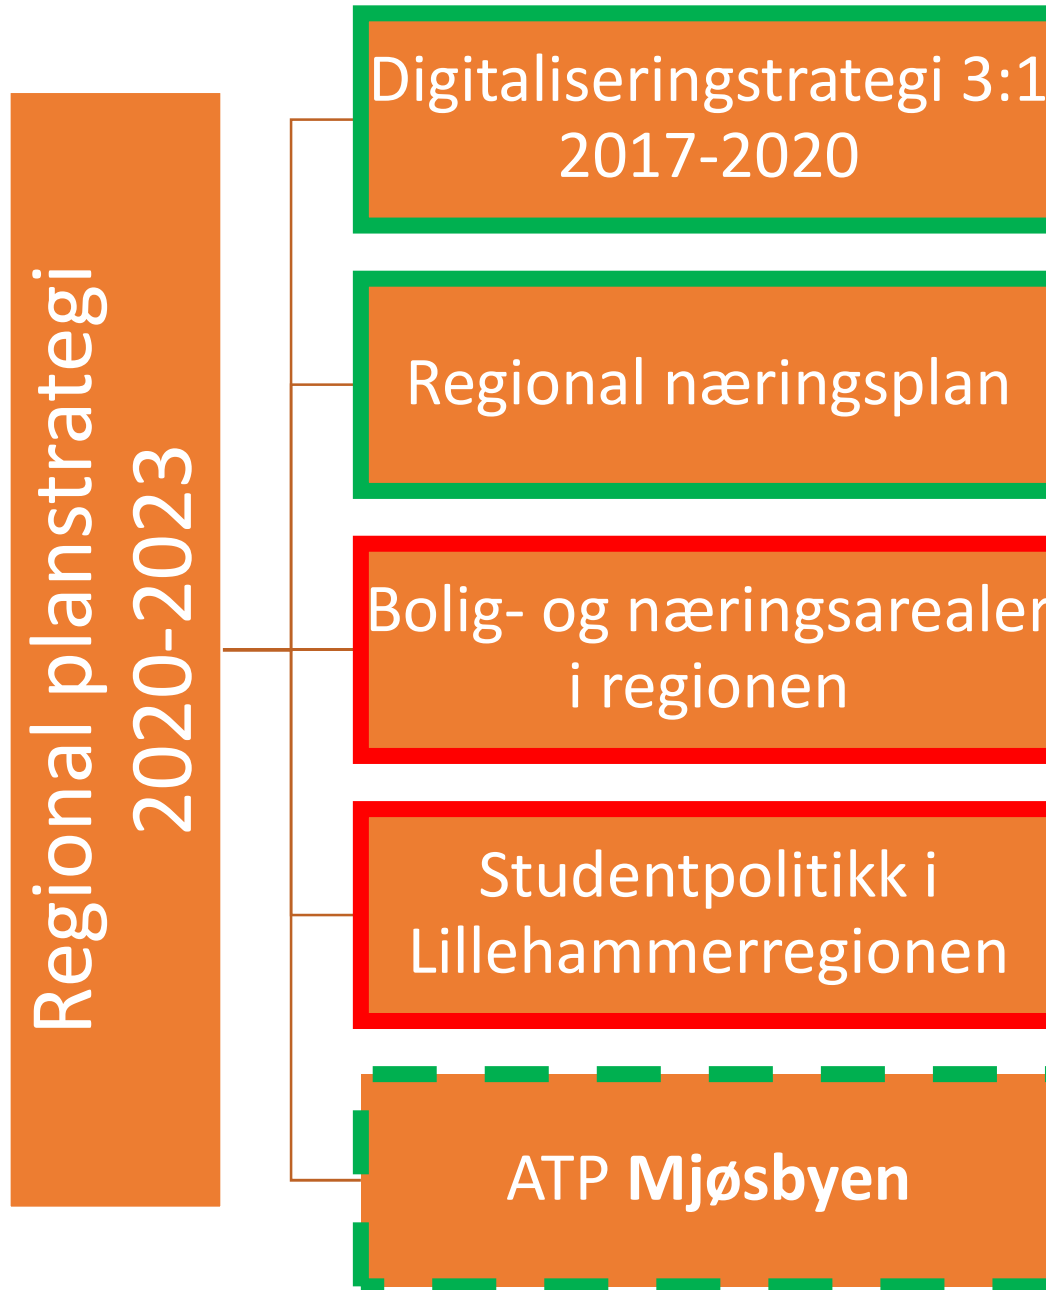 Regional planstrategi
2020-2023
Digitaliseringstrategi 3:1
2017-2020
Regional næringsplan
Bolig- og næringsarealer
i regionen
Studentpolitikk i
Lillehammerregionen
ATP Mjøsbyen